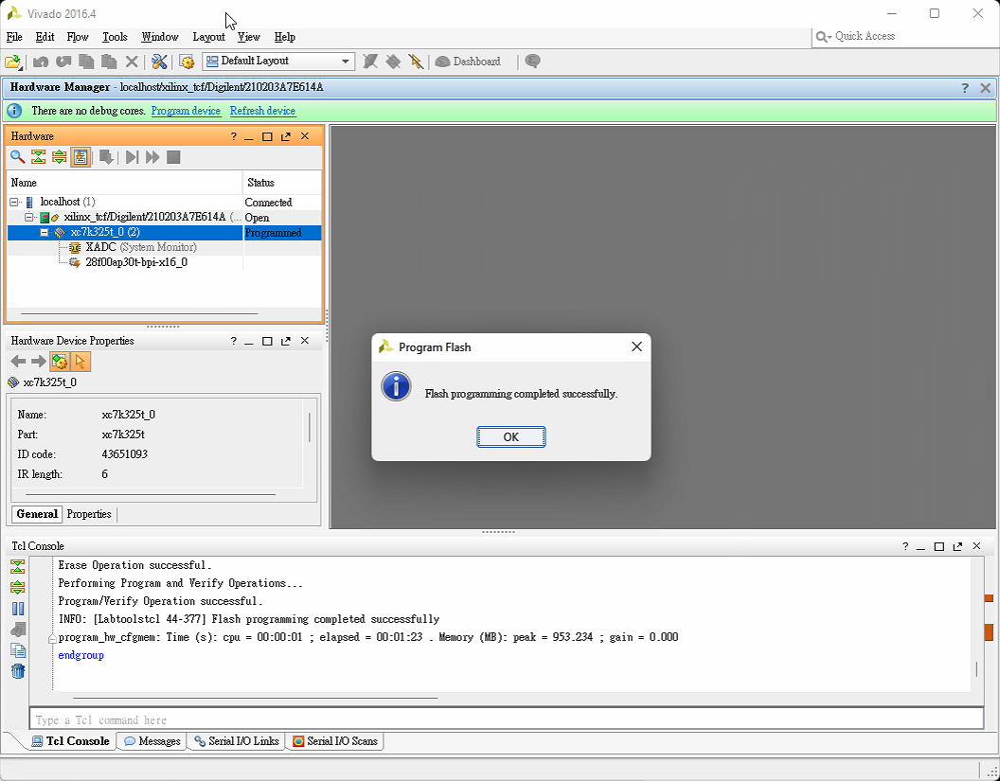 Vivado 2016.4
File Edit Flow Tools Window Layout View Help
Quick Access
Default Layout
Dashboard
Hardware Manager - localhost/xilinx_tcf/Digilent/210203A7E614A
There are no debug cores. Program device Refresh device
Hardware
Name Status
localhost (1) Connected
xilinx_tcf/Digilent/210203A7E614A (... Open
xc7k325t_0 (2) Programmed
XADC (System Monitor)
28f00ap30t-bpi-x16_0
Hardware Device Properties
xc7k325t_0
Name: xc7k325t_0
Part: xc7k325t
ID code: 43651093
IR length: 6
General Properties
Program Flash
Flash programming completed successfully.
OK
Tcl Console
Erase Operation successful.
Performing Program and Verify Operations...
Program/Verify Operation successful.
INFO: [Labtoolstcl 44-377] Flash programming completed successfully
program_hw_cfgmem: Time (s): cpu = 00:00:01 ; elapsed = 00:01:23 . Memory (MB): peak = 953.234 ; gain = 0.000
endgroup
Type a Tcl command here
Tcl Console Messages Serial I/O Links Serial I/O Scans